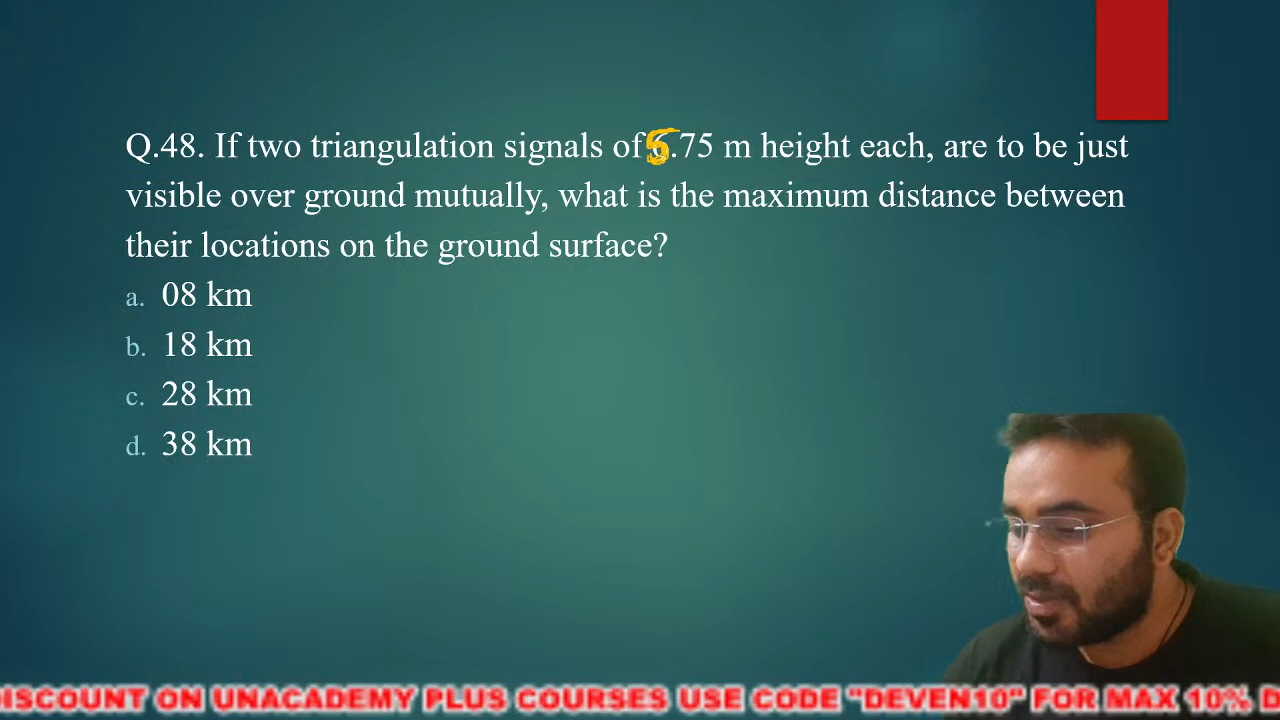 Q.48. If two triangulation signals of 5.75 m height each, are to be just
visible over ground mutually, what is the maximum distance between
their locations on the ground surface?
a. 08 km
b. 18 km
c. 28 km
d. 38 km
DISCOUNT ON UNACADEMY PLUS COURSES USE CODE "DEVEN10" FOR MAX 10% D